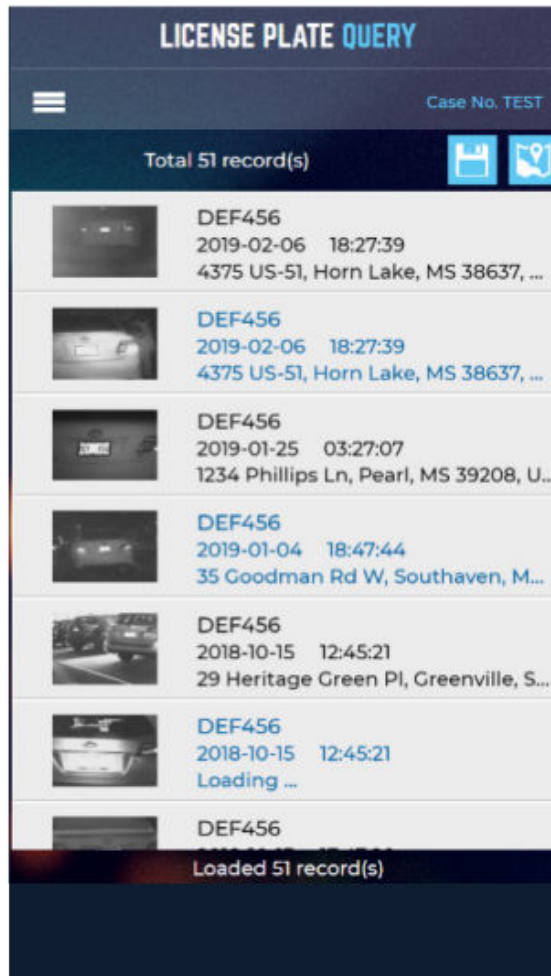 LICENSE PLATE QUERY
Case No. TEST
Total 51 record(s)
DEF456
2019-02-06 18:27:39
4375 US-51, Horn Lake, MS 38637, ...
DEF456
2019-02-06 18:27:39
4375 US-51, Horn Lake, MS 38637, ...
DEF456
2019-01-25 03:27:07
1234 Phillips Ln, Pearl, MS 39208, U...
DEF456
2019-01-04 18:47:44
35 Goodman Rd W, Southaven, M...
DEF456
2018-10-15 12:45:21
29 Heritage Green Pl, Greenville, S...
DEF456
2018-10-15 12:45:21
Loading ...
DEF456
Loaded 51 record(s)